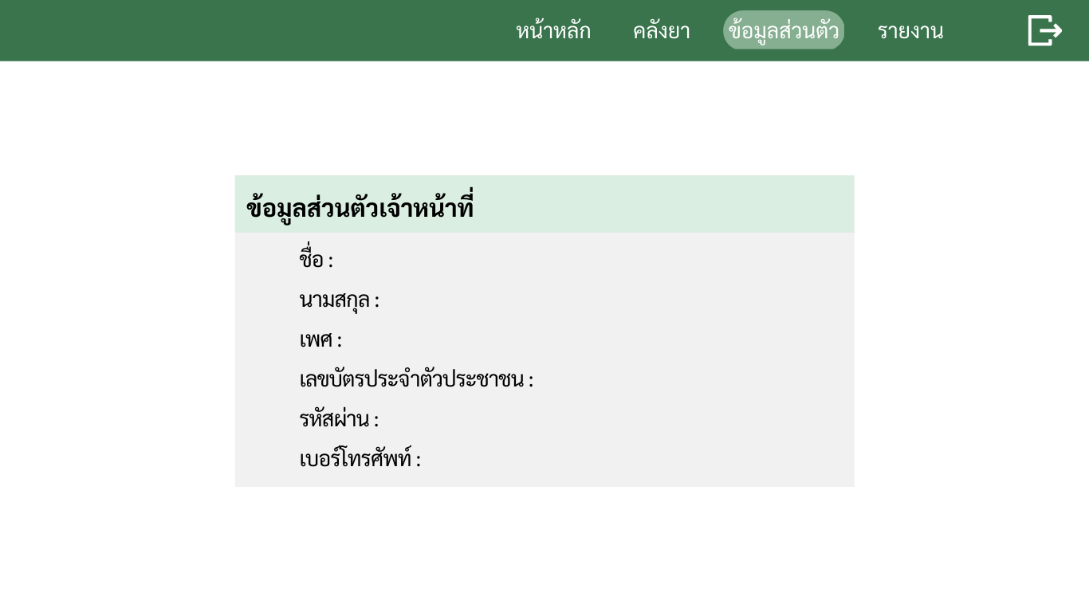 หน้าหลัก คลังยา ข้อมูลส่วนตัว รายงาน
ข้อมูลส่วนตัวเจ้าหน้าที่
ชื่อ :
นามสกุล :
เพศ :
เลขบัตรประจำตัวประชาชน :
รหัสผ่าน :
เบอร์โทรศัพท์ :